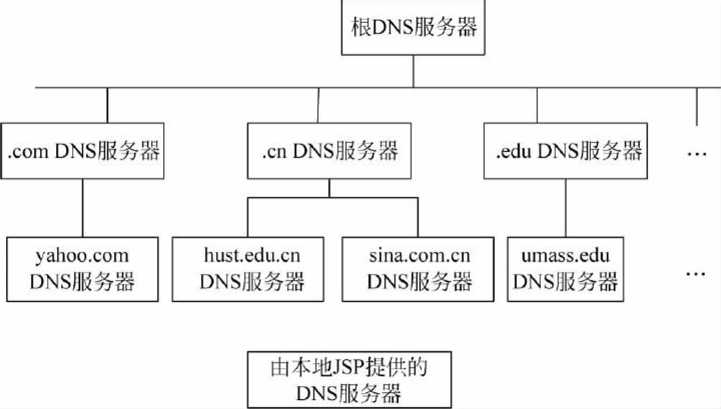 根DNS服务器
.com DNS服务器
.cn DNS服务器
.edu DNS服务器
...
yahoo.com
DNS服务器
hust.edu.cn
DNS服务器
sina.com.cn
DNS服务器
umass.edu
DNS服务器
...
由本地JSP提供的
DNS服务器